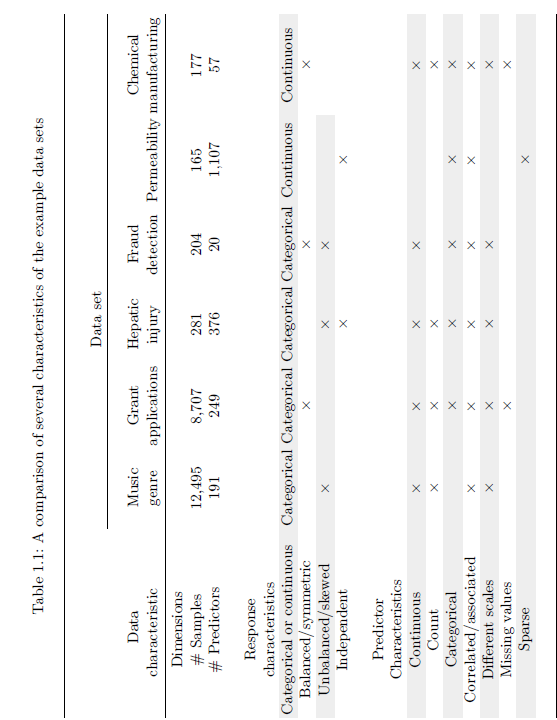 Table 1.1: A comparison of several characteristics of the example data sets
Data set
Data Music Grant Hepatic Fraud Chemical
characteristic genre applications injury detection Permeability manufacturing
Dimensions
# Samples 12,495 8,707 281 204 165 177
# Predictors 191 249 376 20 1,107 57
Response
characteristics
Categorical or continuous Categorical Categorical Categorical Categorical Continuous Continuous
Balanced/symmetric × × ×
Unbalanced/skewed × × ×
Independent × ×
Predictor
Characteristics
Continuous × × × × ×
Count × × × ×
Categorical × × × × ×
Correlated/associated × × × × × ×
Different scales × × × × ×
Missing values × ×
Sparse ×